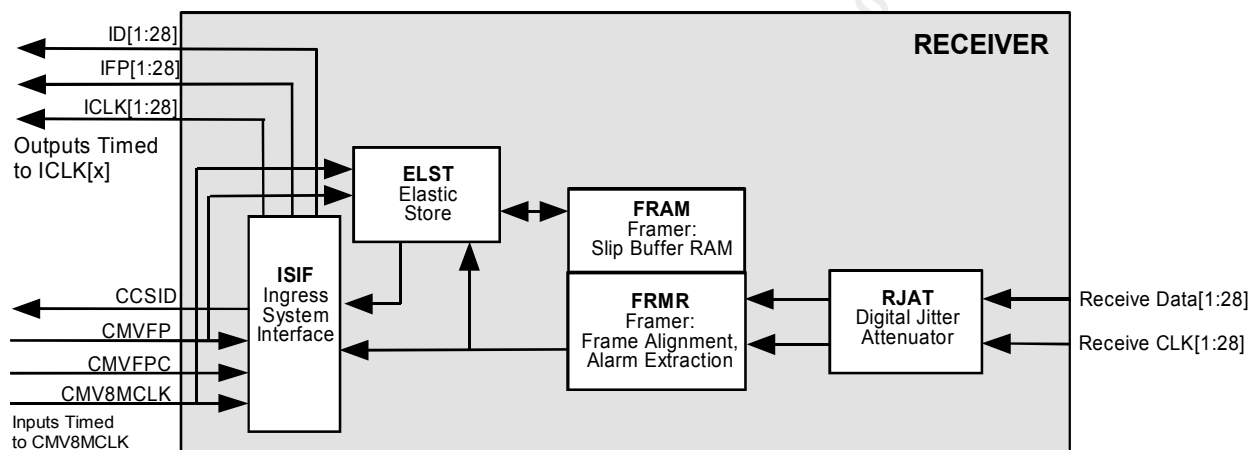 RECEIVER
ID[1:28]
IFP[1:28]
ICLK[1:28]
Outputs Timed
to ICLK[x]
ELST
Elastic
Store
FRAM
Framer:
Slip Buffer RAM
ISIF
Ingress
System
Interface
FRMR
Framer:
Frame Alignment,
Alarm Extraction
RJAT
Digital Jitter
Attenuator
Receive Data[1:28]
Receive CLK[1:28]
CCSID
CMVFP
CMVFPC
CMV8MCLK
Inputs Timed
to CMV8MCLK